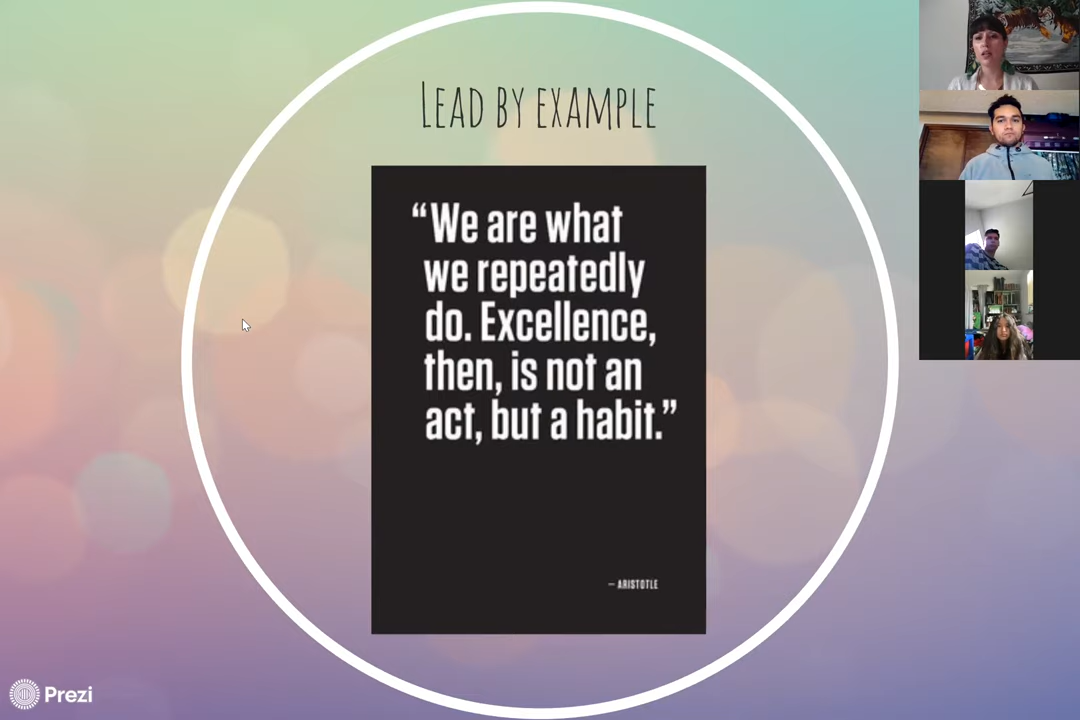 Lead by example
“We are what
we repeatedly
do. Excellence,
then, is not an
act, but a habit.”
— ARISTOTLE
Prezi